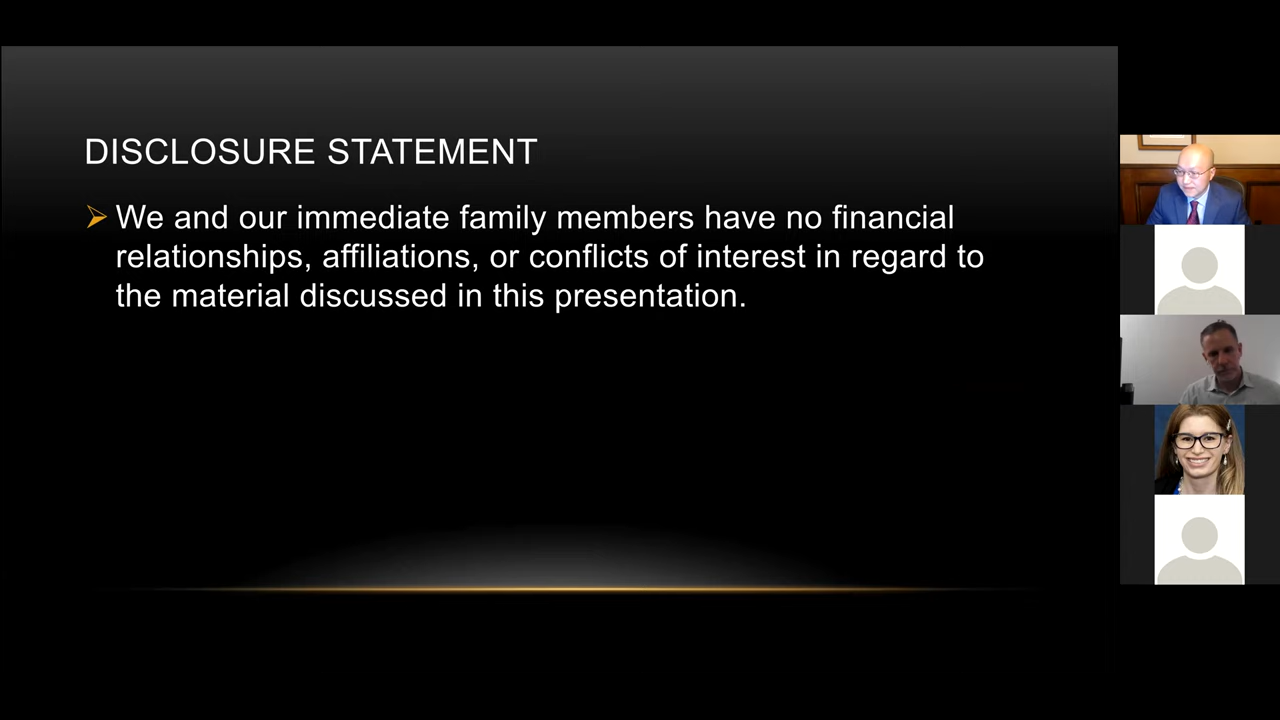 DISCLOSURE STATEMENT
We and our immediate family members have no financial
relationships, affiliations, or conflicts of interest in regard to
the material discussed in this presentation.